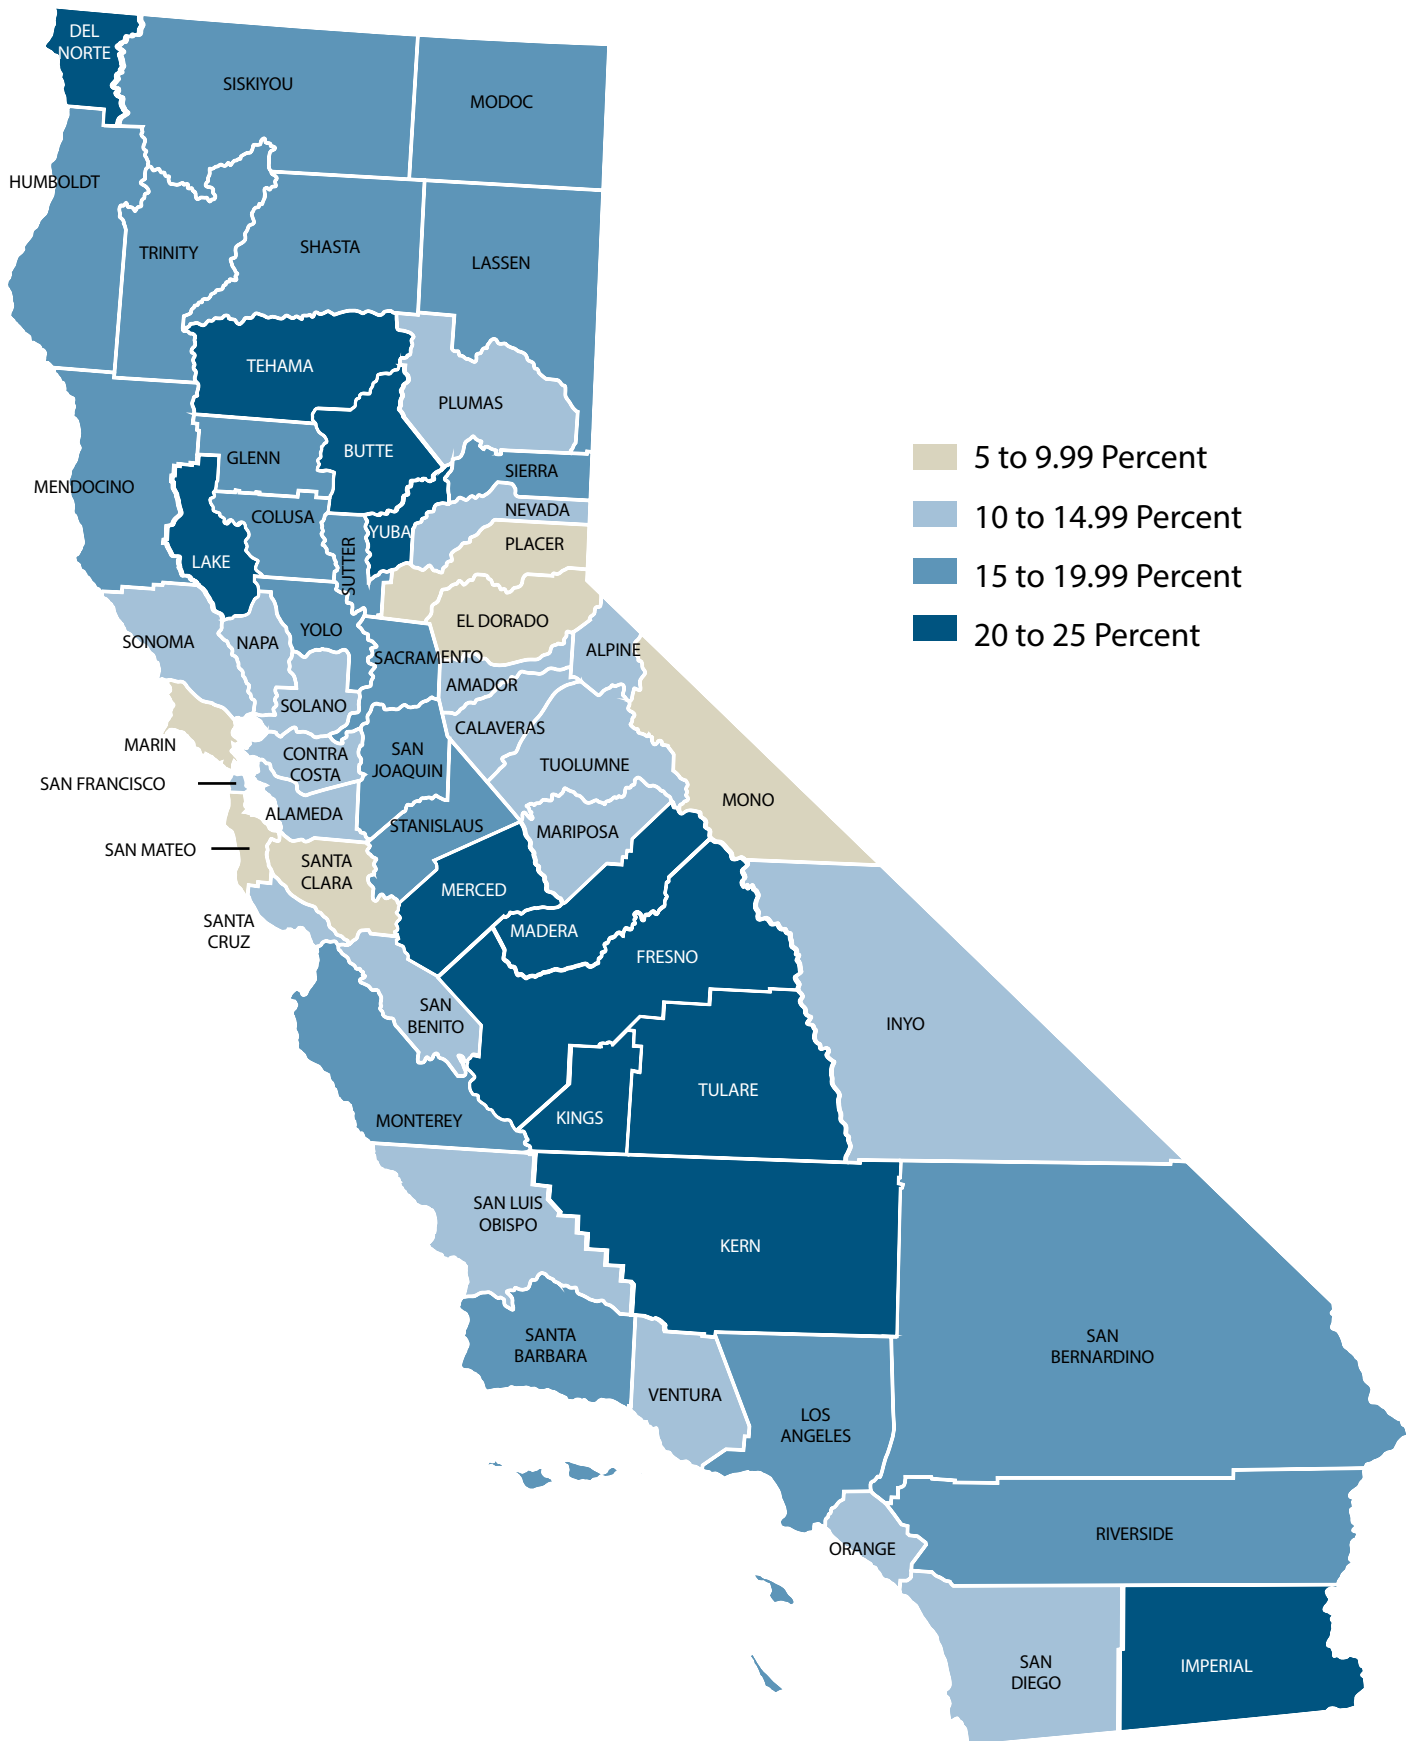 DEL
NORTE
SISKIYOU
MODOC
HUMBOLDT
TRINITY
SHASTA
LASSEN
TEHAMA
PLUMAS
BUTTE
GLENN
SIERRA
MENDOCINO
COLUSA
NEVADA
YUBA
SUTTER
PLACER
LAKE
EL DORADO
YOLO
SONOMA
NAPA
SACRAMENTO
ALPINE
AMADOR
SOLANO
CALAVERAS
MARIN
CONTRA
COSTA
SAN
JOAQUIN
TUOLUMNE
SAN FRANCISCO
MONO
ALAMEDA
STANISLAUS
MARIPOSA
SAN MATEO
SANTA
CLARA
MERCED
SANTA
CRUZ
MADERA
FRESNO
SAN
BENITO
INYO
TULARE
KINGS
MONTEREY
SAN LUIS
OBISPO
KERN
SANTA
BARBARA
SAN
BERNARDINO
VENTURA
LOS
ANGELES
RIVERSIDE
ORANGE
SAN
DIEGO
IMPERIAL
5 to 9.99 Percent
10 to 14.99 Percent
15 to 19.99 Percent
20 to 25 Percent